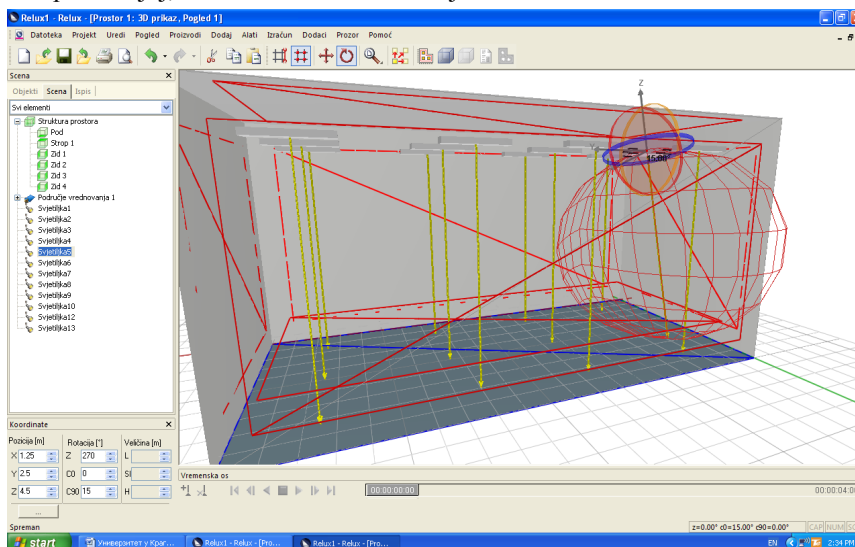 Relux1 - Relux - [Prostor 1: 3D prikaz, Pogled 1]
Datoteka Projekt Uredi Pogled Proizvodi Dodaj Alati Izračun Dodaci Prozor Pomoć
Scena
Objekti Scena Ispis
Svi elementi
Struktura prostora
Pod
Strop 1
Zid 1
Zid 2
Zid 3
Zid 4
Područje vrednovanja 1
Svjetiljka1
Svjetiljka2
Svjetiljka3
Svjetiljka4
Svjetiljka5
Svjetiljka6
Svjetiljka7
Svjetiljka8
Svjetiljka9
Svjetiljka10
Svjetiljka12
Svjetiljka13
Z
15.00°
Koordinate
Pozicija [m] Rotacija [°] Veličina [m]
X 1.25 Z 270 L
Y 2.5 C0 0
Z 4.5 C90 15 H
...
Vremenska os
00:00:00:00
00:00:04:0
Spreman
z=0.00° c0=15.00° c90=0.00° CAP NUM
start Универзитет у Краг... Relux1 - Relux - [Pro... Relux1 - Relux - [Pro... EN 2:34 PM